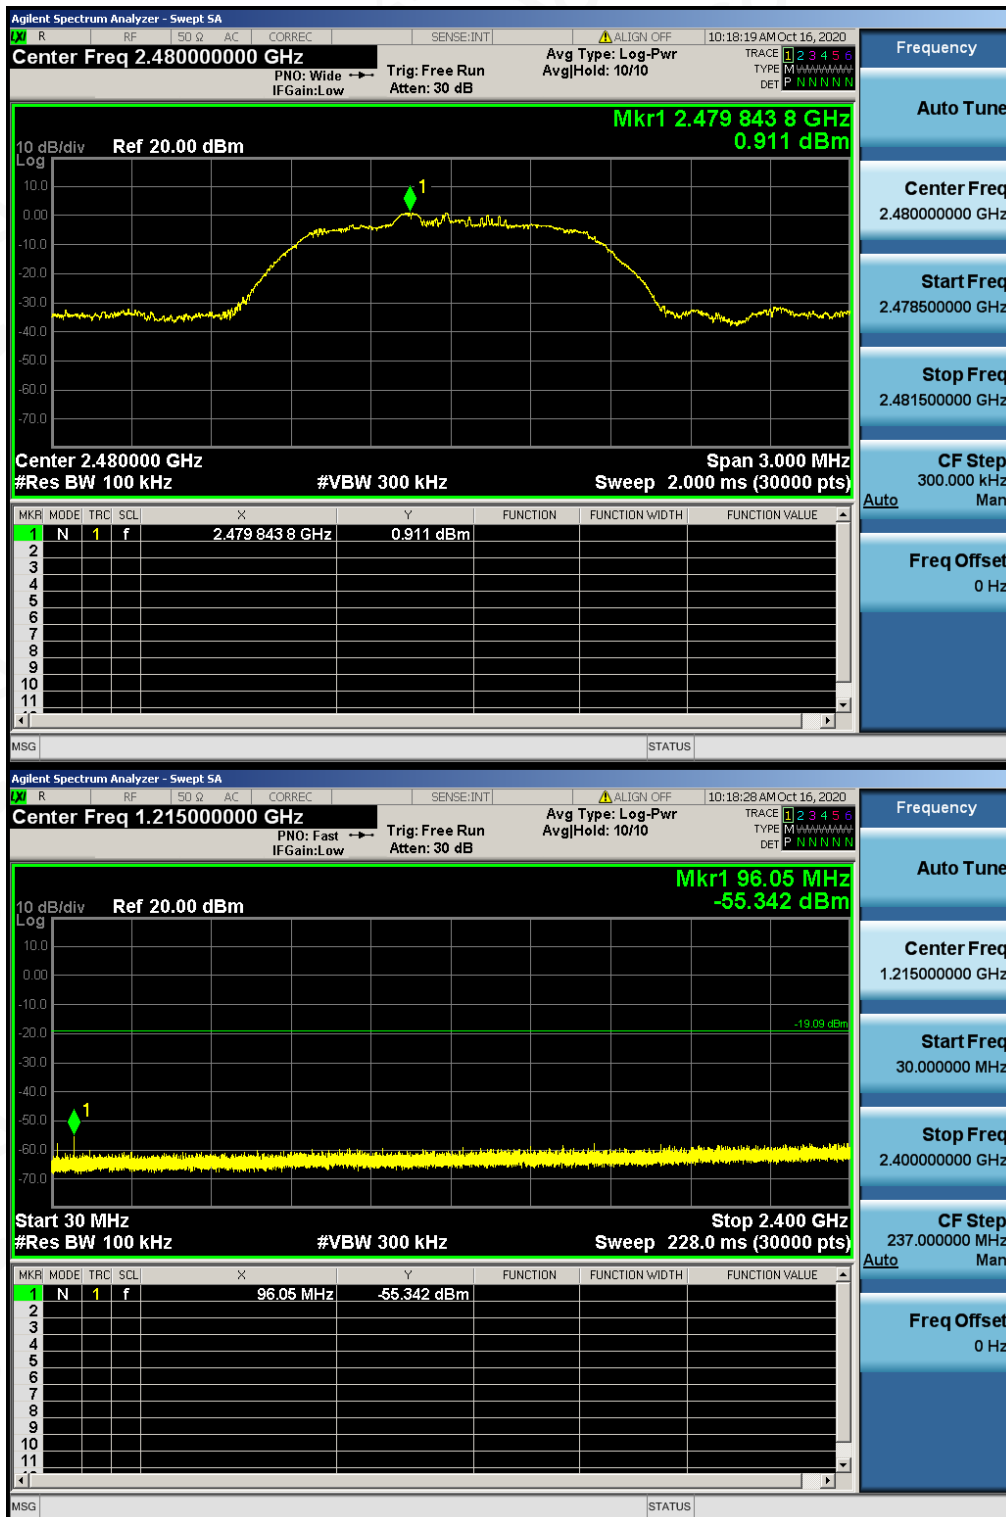 Agilent Spectrum Analyzer - Swept SA
LXI R RF 50 Ω AC CORREC SENSE:INT ALIGN OFF 10:18:19 AM Oct 16, 2020
Center Freq 2.480000000 GHz
PNO: Wide
IFGain:Low
Trig: Free Run
Atten: 30 dB
Avg Type: Log-Pwr
Avg|Hold: 10/10
TRACE 1 2 3 4 5 6
TYPE M
DET P N N N N N
Mkr1 2.479 843 8 GHz
0.911 dBm
10 dB/div Ref 20.00 dBm
Log
10.0
0.00
-10.0
-20.0
-30.0
-40.0
-50.0
-60.0
-70.0
1
Center 2.480000 GHz Span 3.000 MHz
#Res BW 100 kHz #VBW 300 kHz Sweep 2.000 ms (30000 pts)
MKR MODE TRC SCL X Y FUNCTION FUNCTION WIDTH FUNCTION VALUE
1 N 1 f 2.479 843 8 GHz 0.911 dBm
2
3
4
5
6
7
8
9
10
11
MSG STATUS
Frequency
Auto Tune
Center Freq
2.480000000 GHz
Start Freq
2.478500000 GHz
Stop Freq
2.481500000 GHz
CF Step
300.000 kHz
Auto Man
Freq Offset
0 Hz
Agilent Spectrum Analyzer - Swept SA
LXI R RF 50 Ω AC CORREC SENSE:INT ALIGN OFF 10:18:28 AM Oct 16, 2020
Center Freq 1.215000000 GHz
PNO: Fast
IFGain:Low
Trig: Free Run
Atten: 30 dB
Avg Type: Log-Pwr
Avg|Hold: 10/10
TRACE 1 2 3 4 5 6
TYPE M
DET P N N N N N
Mkr1 96.05 MHz
-55.342 dBm
10 dB/div Ref 20.00 dBm
Log
10.0
0.00
-10.0
-20.0
-30.0
-40.0
-50.0
-60.0
-70.0
-19.09 dBm
1
Start 30 MHz Stop 2.400 GHz
#Res BW 100 kHz #VBW 300 kHz Sweep 228.0 ms (30000 pts)
MKR MODE TRC SCL X Y FUNCTION FUNCTION WIDTH FUNCTION VALUE
1 N 1 f 96.05 MHz -55.342 dBm
2
3
4
5
6
7
8
9
10
11
MSG STATUS
Frequency
Auto Tune
Center Freq
1.215000000 GHz
Start Freq
30.000000 MHz
Stop Freq
2.400000000 GHz
CF Step
237.000000 MHz
Auto Man
Freq Offset
0 Hz